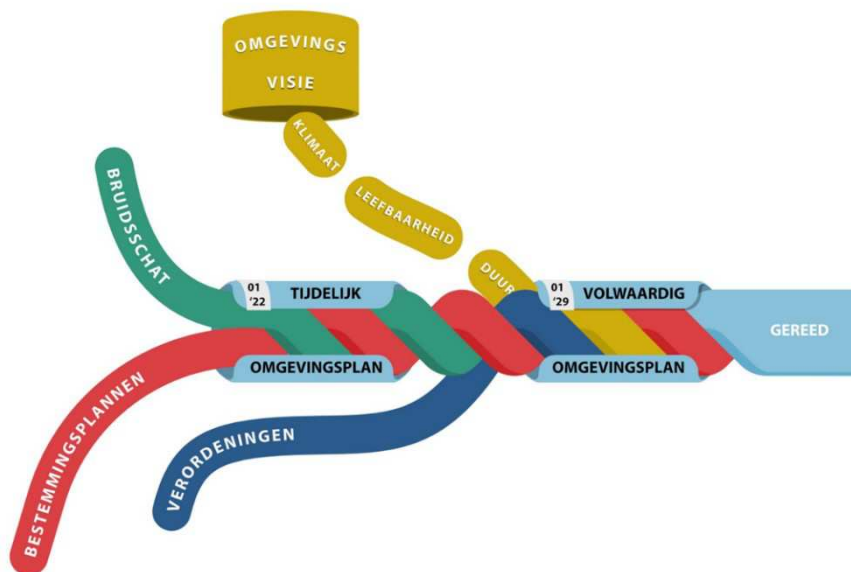 OMGEVINGS
VISIE
KLIMAAT
LEEFBAARHEID
DUUR
BRUIDSSCHAT
01
'22
TIJDELIJK
OMGEVINGSPLAN
01
'29
VOLWAARDIG
OMGEVINGSPLAN
GEREED
BESTEMMINGSPLANNEN
VERORDENINGEN